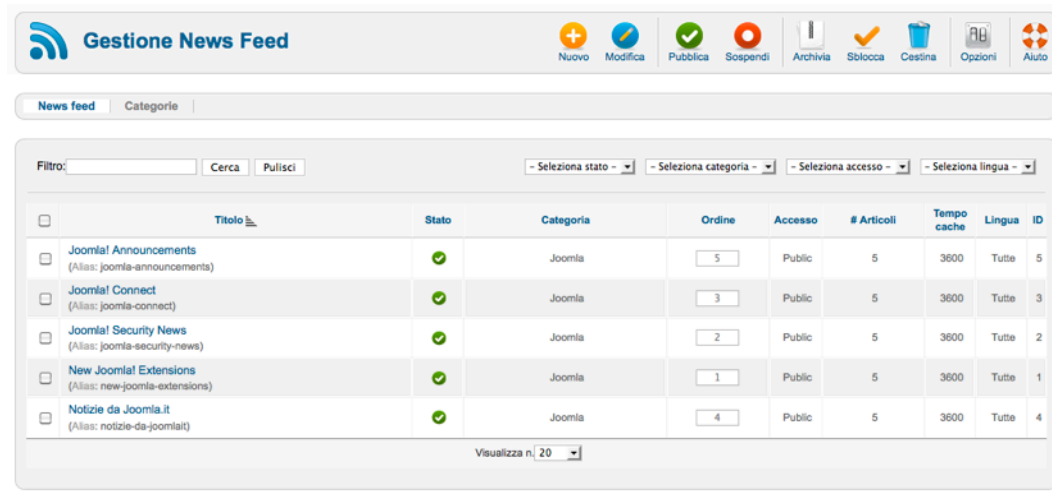 Gestione News Feed
Nuovo Modifica Pubblica Sospendi Archivia Sblocca Cestina Opzioni Aiuto
News feed Categorie
Filtro: Cerca Pulisci - Seleziona stato - - Seleziona categoria - - Seleziona accesso - - Seleziona lingua -
Titolo Stato Categoria Ordine Accesso # Articoli Tempo cache Lingua ID
Joomla! Announcements Joomla 5 Public 5 3600 Tutte 5
(Alias: joomla-announcements)
Joomla! Connect Joomla 3 Public 5 3600 Tutte 3
(Alias: joomla-connect)
Joomla! Security News Joomla 2 Public 5 3600 Tutte 2
(Alias: joomla-security-news)
New Joomla! Extensions Joomla 1 Public 5 3600 Tutte 1
(Alias: new-joomla-extensions)
Notizie da Joomla.it Joomla 4 Public 5 3600 Tutte 4
(Alias: notizie-da-joomlait)
Visualizza n. 20